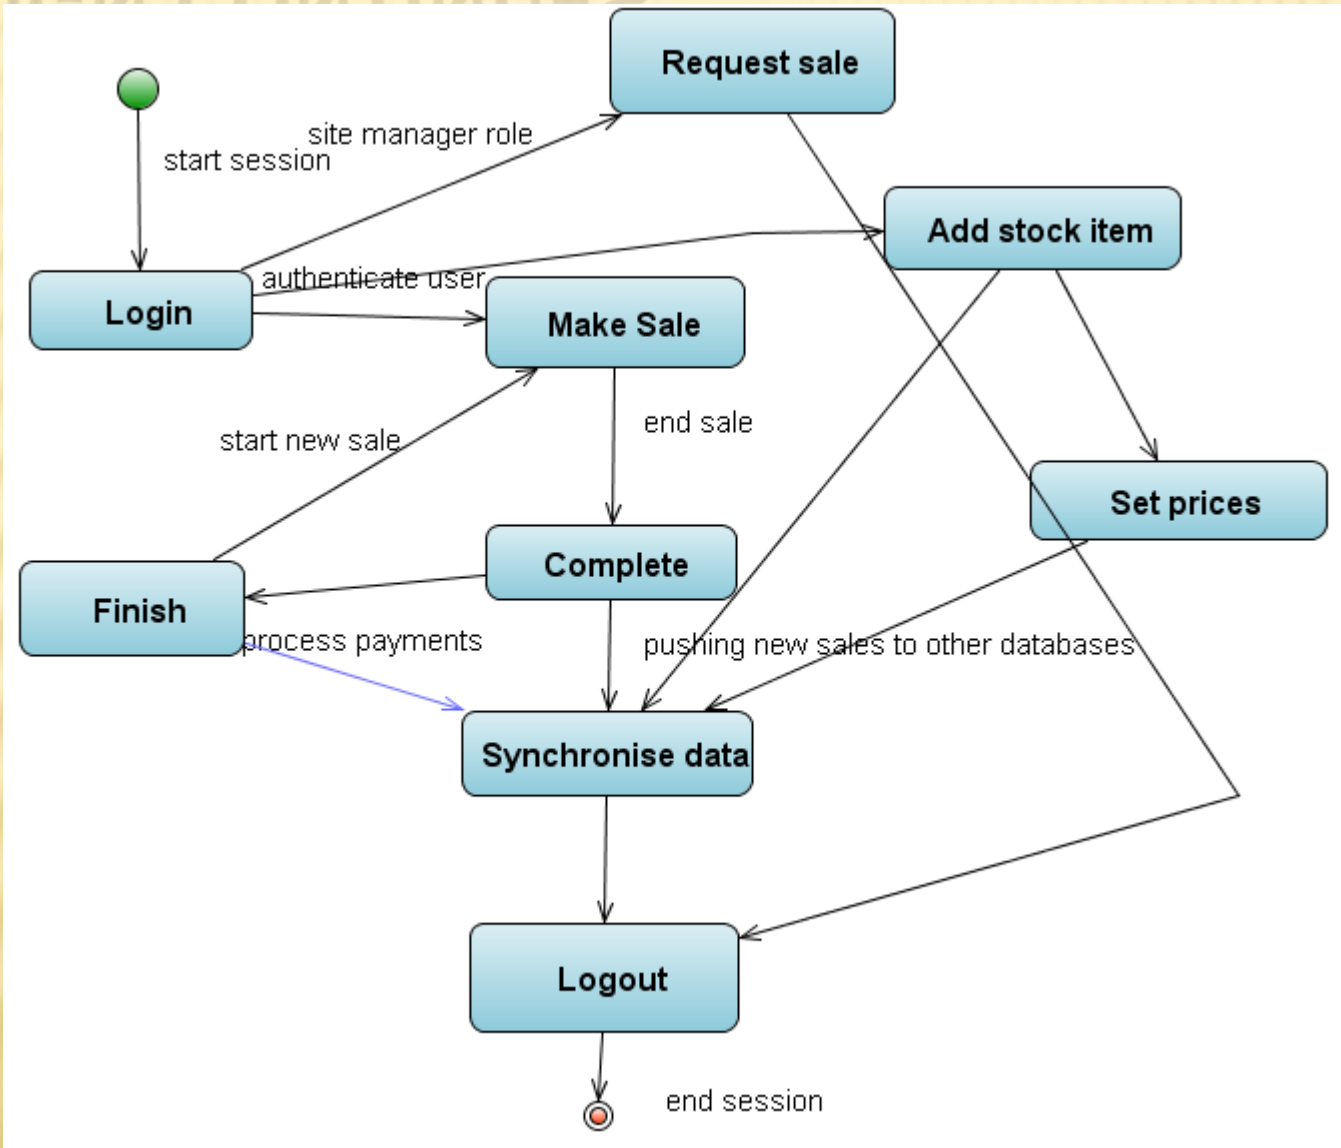 Request sale
site manager role
start session
Add stock item
authenticate user
Login
Make Sale
end sale
start new sale
Set prices
Complete
Finish
process payments
pushing new sales to other databases
Synchronise data
Logout
end session